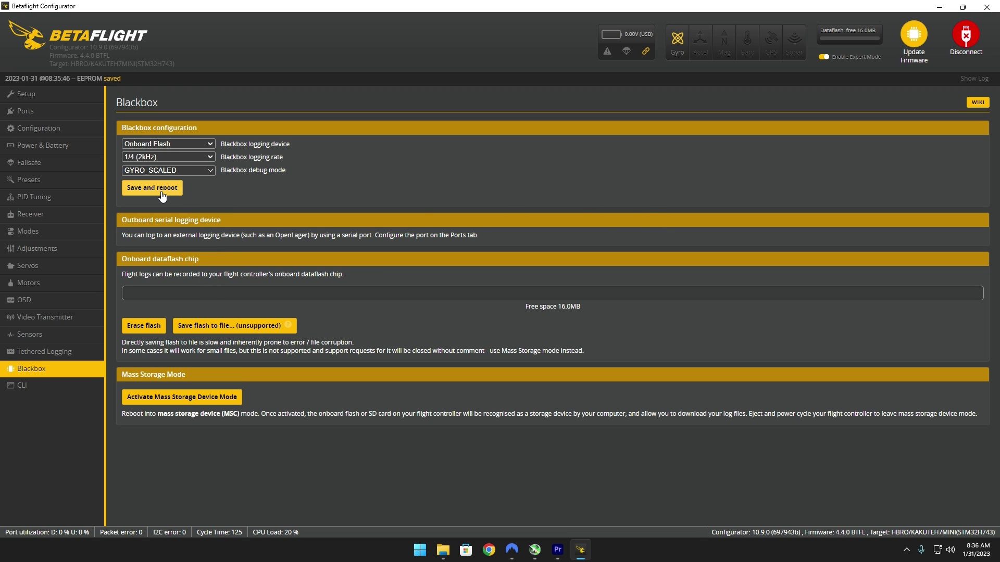 Betaflight Configurator
BETAFLIGHT
Configurator: 10.9.0 (697943b)
Firmware: 4.4.0 BTFL
Target: HBRO/KAKUTEH7MINI(STM32H743)
0.00V (USB)
Gyro
Accel
Mag
Baro
GPS
Sonar
Dataflash: free 16.0MB
Enable Expert Mode
Update
Firmware
Disconnect
2023-01-31 @08:35:46 -- EEPROM saved
Show Log
Setup
Ports
Configuration
Power & Battery
Failsafe
Presets
PID Tuning
Receiver
Modes
Adjustments
Servos
Motors
OSD
Video Transmitter
Sensors
Tethered Logging
Blackbox
CLI
Blackbox
WIKI
Blackbox configuration
Onboard Flash Blackbox logging device
1/4 (2kHz) Blackbox logging rate
GYRO_SCALED Blackbox debug mode
Save and reboot
Outboard serial logging device
You can log to an external logging device (such as an OpenLager) by using a serial port. Configure the port on the Ports tab.
Onboard dataflash chip
Flight logs can be recorded to your flight controller's onboard dataflash chip.
Free space 16.0MB
Erase flash
Save flash to file... (unsupported) ?
Directly saving flash to file is slow and inherently prone to error / file corruption.
In some cases it will work for small files, but this is not supported and support requests for it will be closed without comment - use Mass Storage mode instead.
Mass Storage Mode
Activate Mass Storage Device Mode
Reboot into mass storage device (MSC) mode. Once activated, the onboard flash or SD card on your flight controller will be recognised as a storage device by your computer, and allow you to download your log files. Eject and power cycle your flight controller to leave mass storage device mode.
Port utilization: D: 0 % U: 0 %
Packet error: 0
I2C error: 0
Cycle Time: 125
CPU Load: 20 %
Configurator: 10.9.0 (697943b) , Firmware: 4.4.0 BTFL , Target: HBRO/KAKUTEH7MINI(STM32H743)
Pr
8:36 AM
1/31/2023